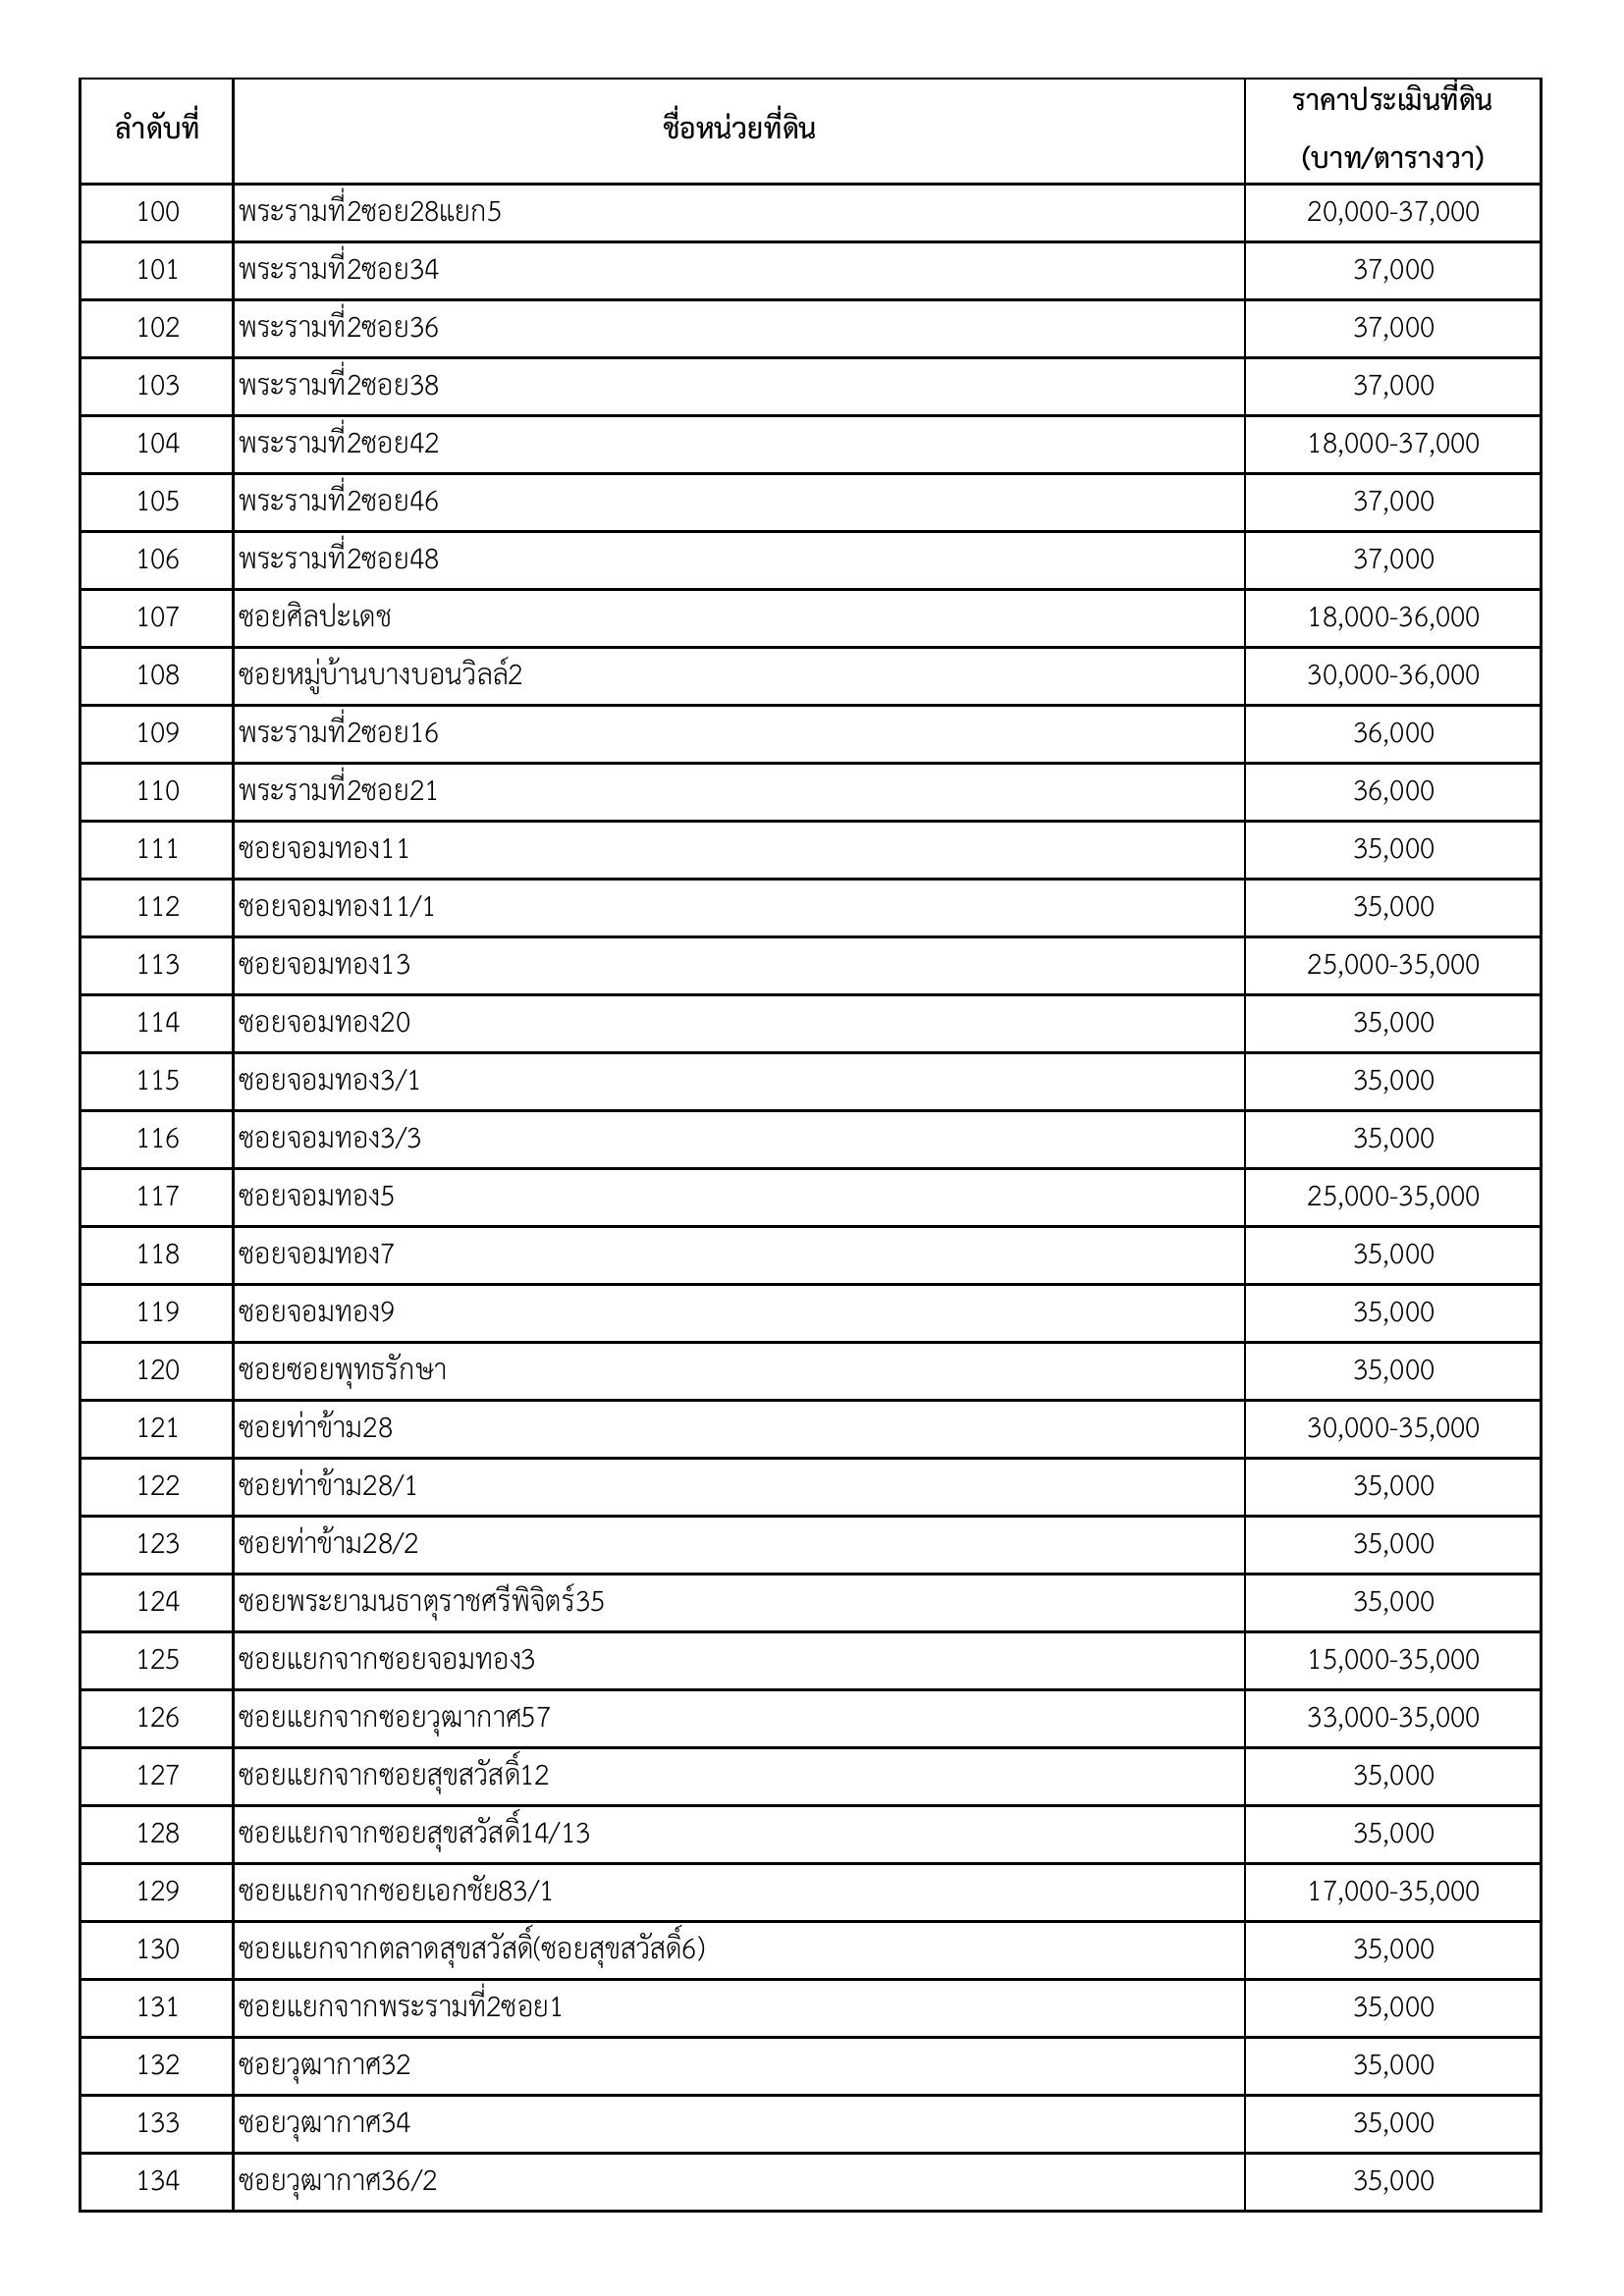 ลำดับที่ ชื่อหน่วยที่ดิน ราคาประเมินที่ดิน
(บาท/ตารางวา)
100 พระรามที่2ซอย28แยก5 20,000-37,000
101 พระรามที่2ซอย34 37,000
102 พระรามที่2ซอย36 37,000
103 พระรามที่2ซอย38 37,000
104 พระรามที่2ซอย42 18,000-37,000
105 พระรามที่2ซอย46 37,000
106 พระรามที่2ซอย48 37,000
107 ซอยศิลปะเดช 18,000-36,000
108 ซอยหมู่บ้านบางบอนวิลล์2 30,000-36,000
109 พระรามที่2ซอย16 36,000
110 พระรามที่2ซอย21 36,000
111 ซอยจอมทอง11 35,000
112 ซอยจอมทอง11/1 35,000
113 ซอยจอมทอง13 25,000-35,000
114 ซอยจอมทอง20 35,000
115 ซอยจอมทอง3/1 35,000
116 ซอยจอมทอง3/3 35,000
117 ซอยจอมทอง5 25,000-35,000
118 ซอยจอมทอง7 35,000
119 ซอยจอมทอง9 35,000
120 ซอยซอยพุทธรักษา 35,000
121 ซอยท่าข้าม28 30,000-35,000
122 ซอยท่าข้าม28/1 35,000
123 ซอยท่าข้าม28/2 35,000
124 ซอยพระยามนธาตุราชศรีพิจิตร์35 35,000
125 ซอยแยกจากซอยจอมทอง3 15,000-35,000
126 ซอยแยกจากซอยวุฒากาศ57 33,000-35,000
127 ซอยแยกจากซอยสุขสวัสดิ์12 35,000
128 ซอยแยกจากซอยสุขสวัสดิ์14/13 35,000
129 ซอยแยกจากซอยเอกชัย83/1 17,000-35,000
130 ซอยแยกจากตลาดสุขสวัสดิ์(ซอยสุขสวัสดิ์6) 35,000
131 ซอยแยกจากพระรามที่2ซอย1 35,000
132 ซอยวุฒากาศ32 35,000
133 ซอยวุฒากาศ34 35,000
134 ซอยวุฒากาศ36/2 35,000